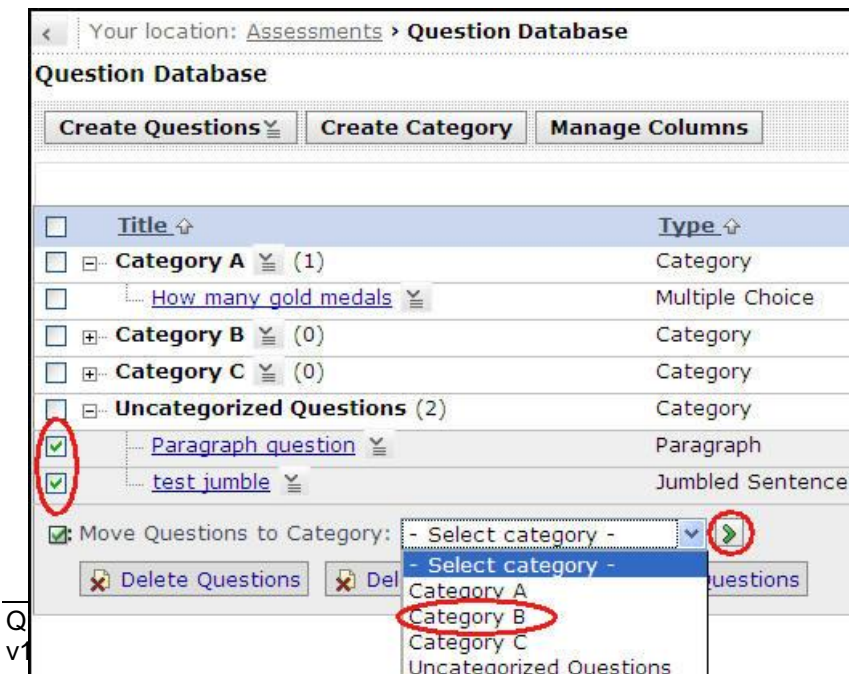 Your location: Assessments › Question Database
Question Database
Create Questions Create Category Manage Columns
Title Type
Category A (1) Category
How many gold medals Multiple Choice
Category B (0) Category
Category C (0) Category
Uncategorized Questions (2) Category
Paragraph question Paragraph
test jumble Jumbled Sentence
: Move Questions to Category: - Select category -
- Select category -
Delete Questions Del uestions
Category A
Category B
Category C
Uncategorized Questions
Q
v1